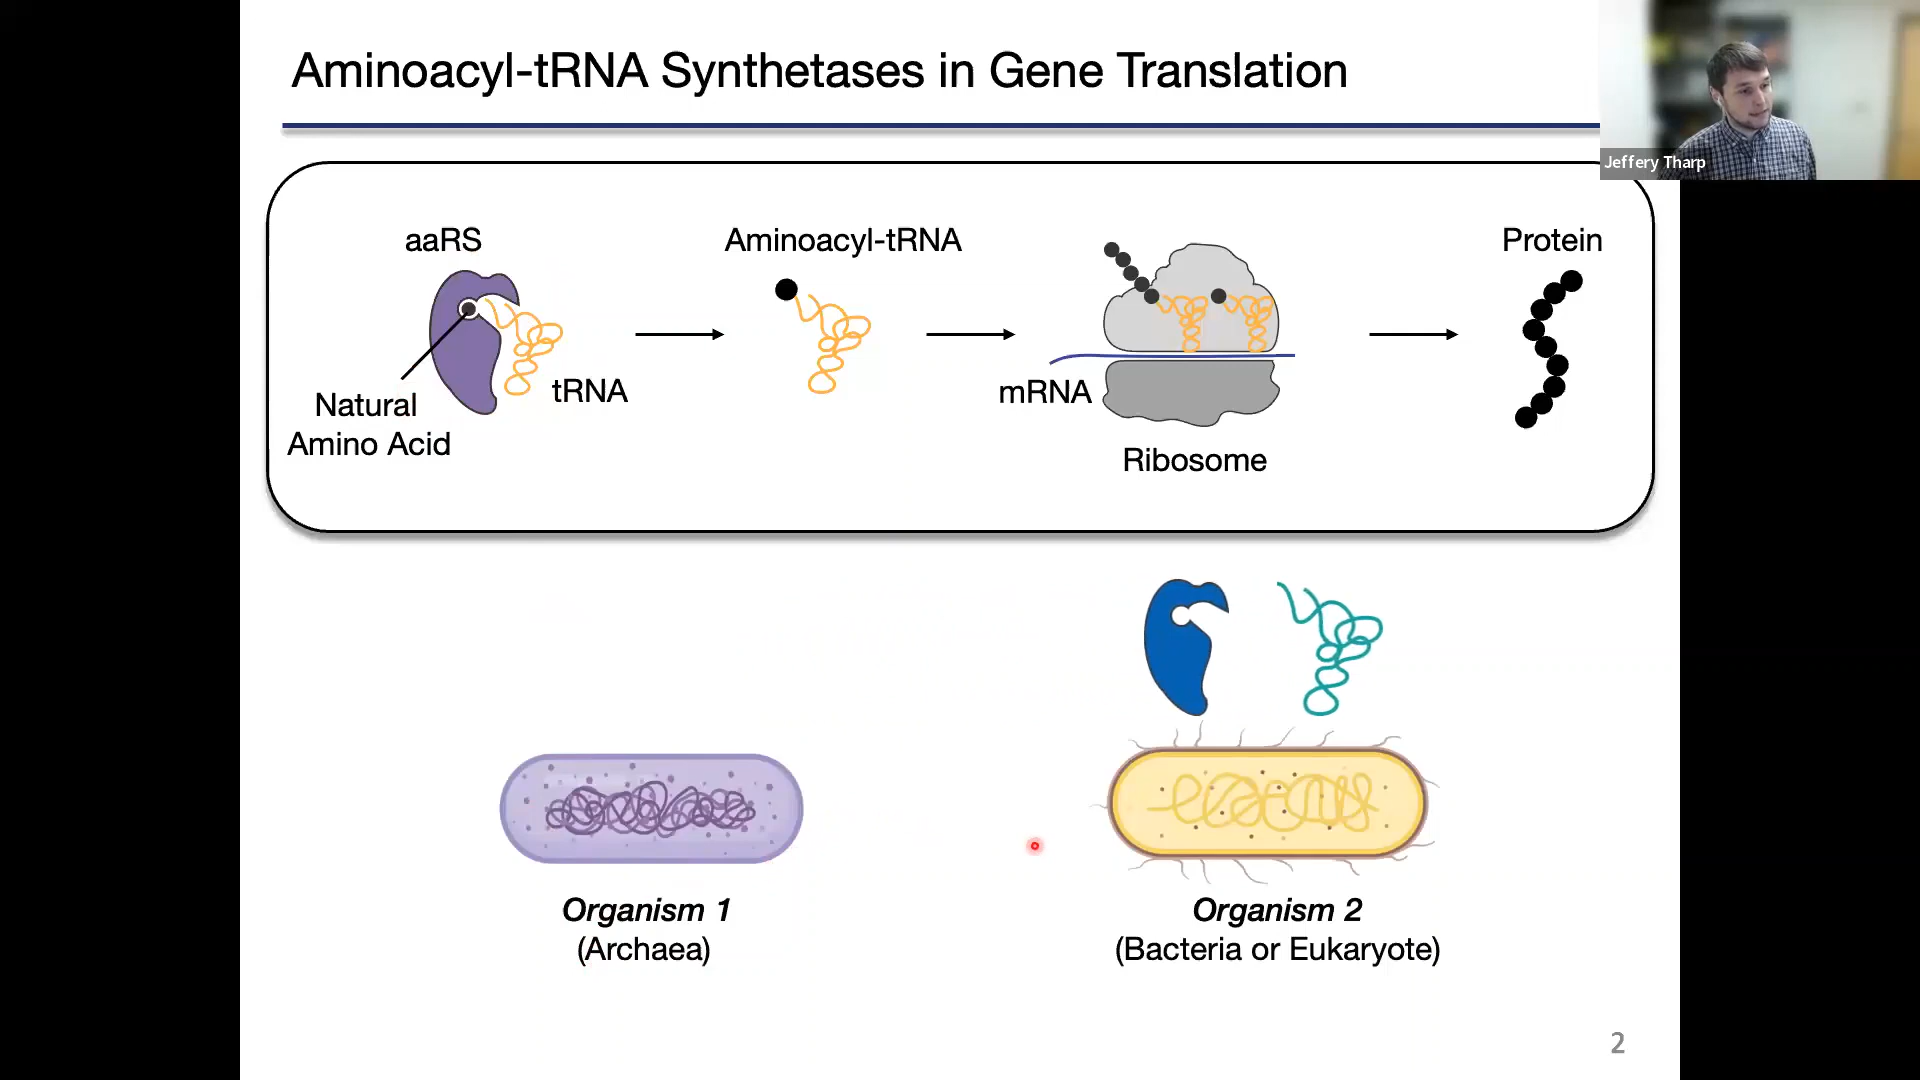 Aminoacyl-tRNA Synthetases in Gene Translation
Jeffery Tharp
aaRS
Aminoacyl-tRNA
Protein
Natural
Amino Acid
tRNA
mRNA
Ribosome
Organism 1
(Archaea)
Organism 2
(Bacteria or Eukaryote)
2